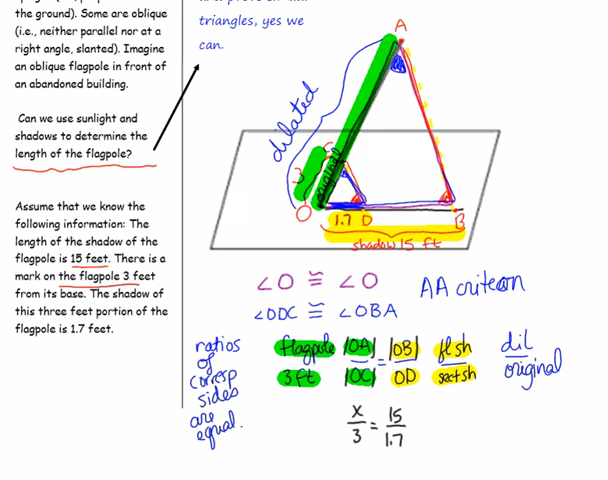 the ground). Some are oblique
(i.e., neither parallel nor at a
right angle, slanted). Imagine
an oblique flagpole in front of
an abandoned building.
Can we use sunlight and
shadows to determine the
length of the flagpole?
Assume that we know the
following information: The
length of the shadow of the
flagpole is 15 feet. There is a
mark on the flagpole 3 feet
from its base. The shadow of
this three feet portion of the
flagpole is 1.7 feet.
triangles, yes we
can.
A
dilated
original
C
3
O
1.7 D
B
shadow 15 ft
∠O ≅ ∠O
∠ODC ≅ ∠OBA
AA criterion
ratios
of
corresp
sides
are
equal.
flagpole |OA| = |OB| fl sh
3ft |OC| OD sect sh
dil
original
x/3 = 15/1.7